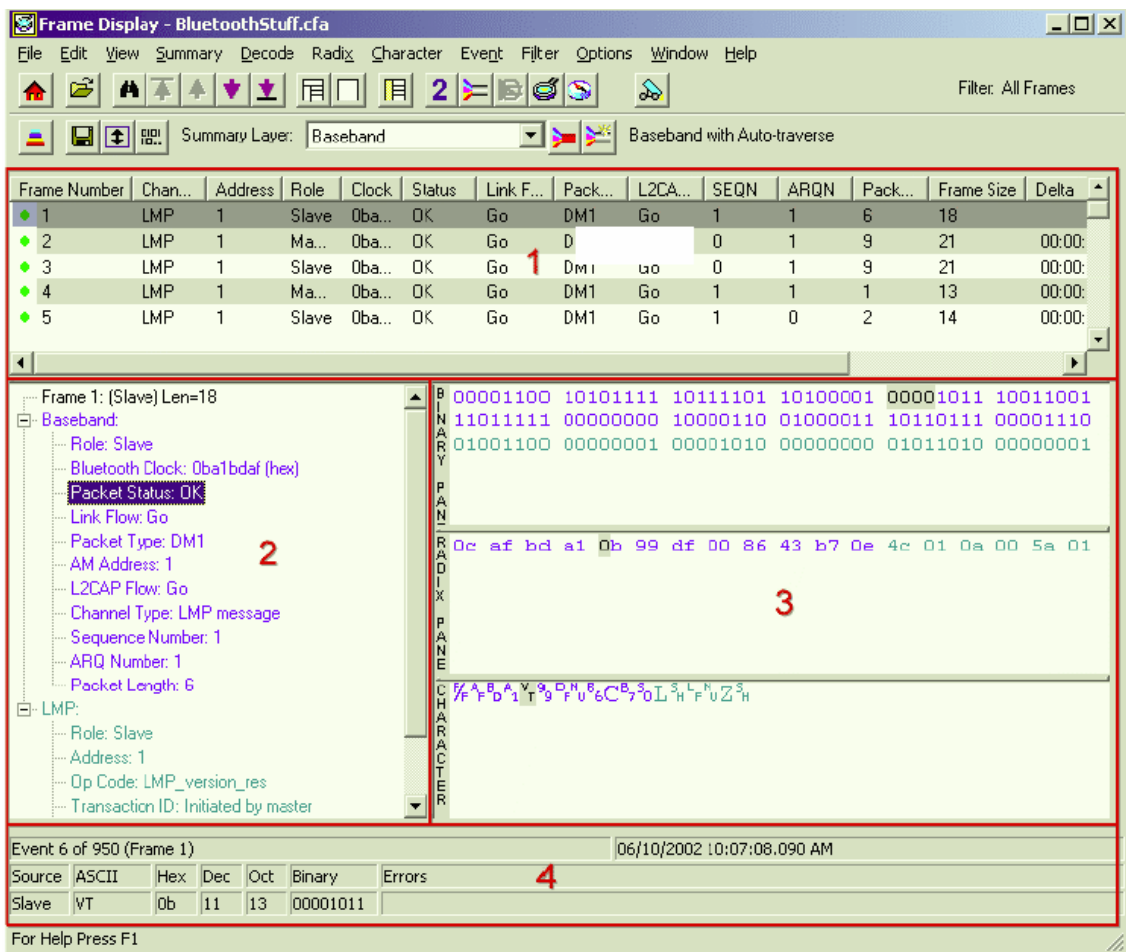 Frame Display - BluetoothStuff.cfa
File Edit View Summary Decode Radix Character Event Filter Options Window Help
2 Filter: All Frames
Summary Layer: Baseband Baseband with Auto-traverse
Frame Number Chan... Address Role Clock Status Link F... Pack... L2CA... SEQN ARQN Pack... Frame Size Delta
1 LMP 1 Slave 0ba... OK Go DM1 Go 1 1 6 18
2 LMP 1 Ma... 0ba... OK Go D 0 1 9 21 00:00:
3 LMP 1 Slave 0ba... OK Go DM1 Go 0 1 9 21 00:00:
4 LMP 1 Ma... 0ba... OK Go DM1 Go 1 1 1 13 00:00:
5 LMP 1 Slave 0ba... OK Go DM1 Go 1 0 2 14 00:00:
1
Frame 1: (Slave) Len=18
Baseband:
Role: Slave
Bluetooth Clock: 0ba1bdaf (hex)
Packet Status: OK
Link Flow: Go
Packet Type: DM1
AM Address: 1
L2CAP Flow: Go
Channel Type: LMP message
Sequence Number: 1
ARQ Number: 1
Packet Length: 6
LMP:
Role: Slave
Address: 1
Op Code: LMP_version_res
Transaction ID: Initiated by master
2
BINARY PAN
00001100 10101111 10111101 10100001 00001011 10011001
11011111 00000000 10000110 01000011 10110111 00001110
01001100 00000001 00001010 00000000 01011010 00000001
RADIX PANE
0c af bd a1 0b 99 df 00 86 43 b7 0e 4c 01 0a 00 5a 01
3
CHARACTER
Event 6 of 950 (Frame 1) 06/10/2002 10:07:08.090 AM
Source ASCII Hex Dec Oct Binary Errors
4
Slave VT 0b 11 13 00001011
For Help Press F1